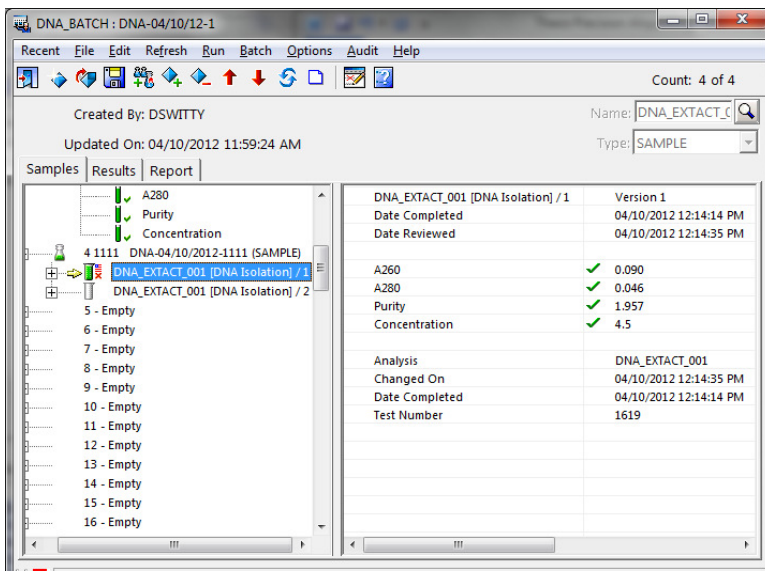 DNA_BATCH : DNA-04/10/12-1
Recent File Edit Refresh Run Batch Options Audit Help
Count: 4 of 4
Created By: DSWITTY
Name: DNA_EXTACT_(
Updated On: 04/10/2012 11:59:24 AM
Type: SAMPLE
Samples Results Report
A280
Purity
Concentration
4 1111 DNA-04/10/2012-1111 (SAMPLE)
DNA_EXTACT_001 [DNA Isolation] / 1
DNA_EXTACT_001 [DNA Isolation] / 2
5 - Empty
6 - Empty
7 - Empty
8 - Empty
9 - Empty
10 - Empty
11 - Empty
12 - Empty
13 - Empty
14 - Empty
15 - Empty
16 - Empty
DNA_EXTACT_001 [DNA Isolation] / 1 Version 1
Date Completed 04/10/2012 12:14:14 PM
Date Reviewed 04/10/2012 12:14:35 PM
A260 0.090
A280 0.046
Purity 1.957
Concentration 4.5
Analysis DNA_EXTACT_001
Changed On 04/10/2012 12:14:35 PM
Date Completed 04/10/2012 12:14:14 PM
Test Number 1619